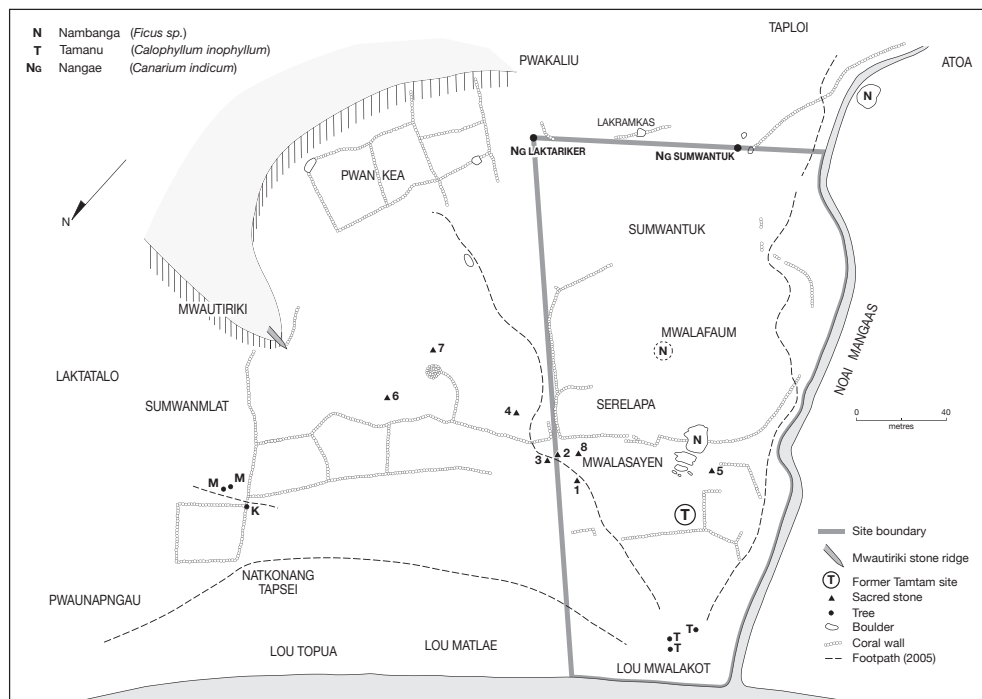 N Nambanga (Ficus sp.)
T Tamanu (Calophyllum inophyllum)
NG Nangae (Canarium indicum)
TAPLOI
PWAKALIU
ATOA
N
LAKRAMKAS
NG LAKTARIKER
NG SUMWANTUK
PWAN KEA
N
SUMWANTUK
MWAUTIRIKI
MWALAFAUM
N
NOAI MANGAAS
7
LAKTATALO
6
SUMWANMLAT
SERELAPA
4
0 40
metres
N
8
2
3
MWALASAYEN
5
1
M
M
K
T
Site boundary
Mwautiriki stone ridge
T Former Tamtam site
Sacred stone
Tree
Boulder
Coral wall
Footpath (2005)
NATKONANG
TAPSEI
PWAUNAPNGAU
T
T
T
LOU TOPUA
LOU MATLAE
LOU MWALAKOT